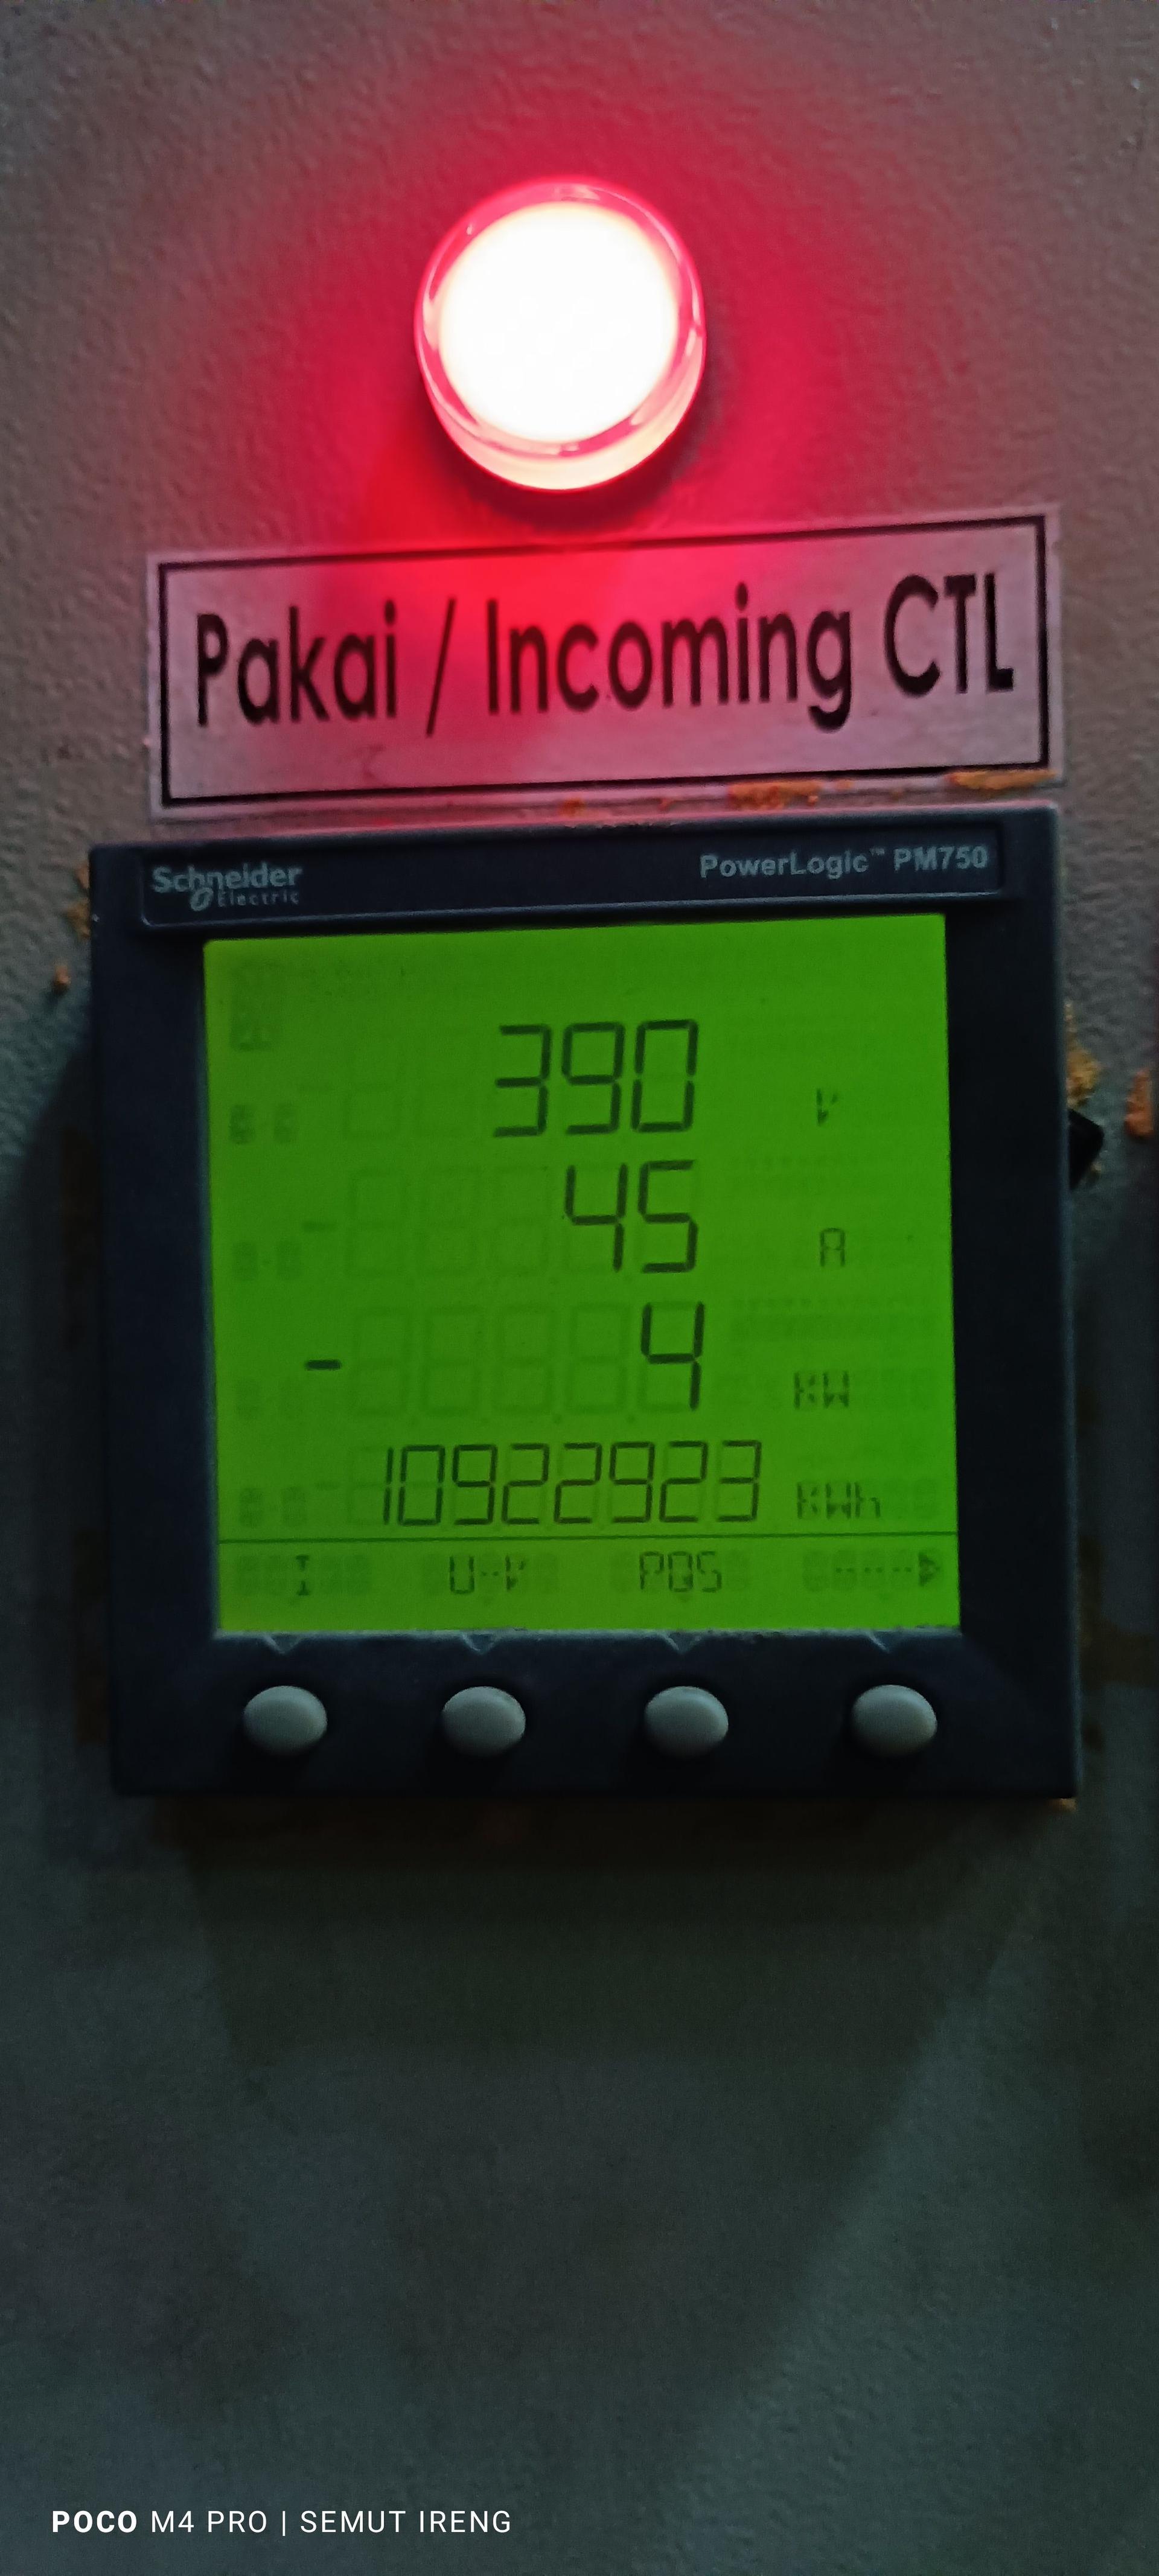 Pakai / Incoming CTL
Schneider Electric
PowerLogic™ PM750
390 V
45 A
-4 KW
10922923 KWh
I U-V PQS ---->
POCO M4 PRO | SEMUT IRENG